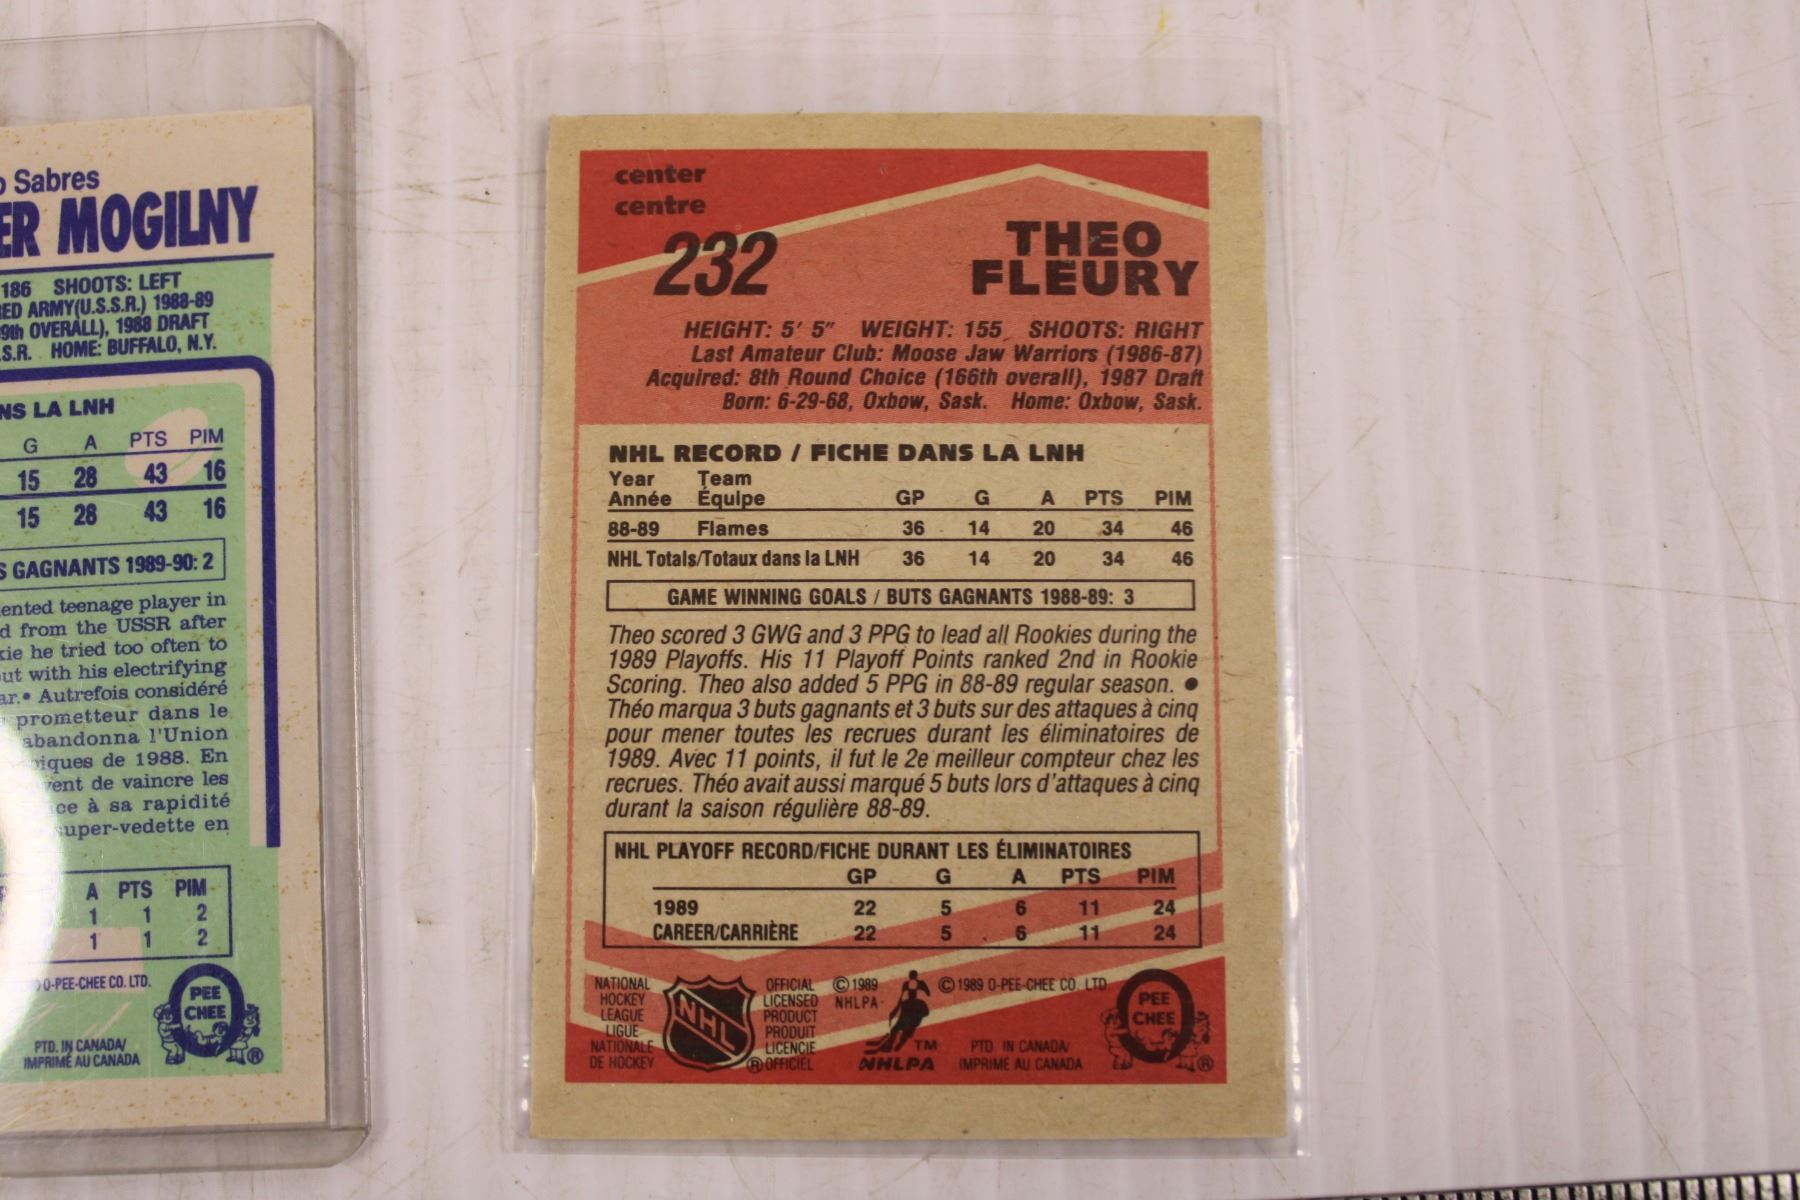 Sabres
ER MOGILNY
186 SHOOTS: LEFT
RED ARMY(U.S.S.R.) 1988-89
OVERALL), 1988 DRAFT
S.R. HOME: BUFFALO, N.Y.
LA LNH
G A PTS PIM
15 28 43 16
15 28 43 16
GAGNANTS 1989-90: 2
teenage player in
from the USSR after
he tried too often to
with his electrifying
Autrefois considéré
prometteur dans le
abandonna l'Union
de 1988. En
de vaincre les
à sa rapidité
super-vedette en
A PTS PIM
1 1 2
1 1 2
O-PEE-CHEE CO. LTD.
PEE
CHEE
PTD. IN CANADA/
IMPRIMÉ AU CANADA
®
center
centre
232
THEO
FLEURY
HEIGHT: 5' 5" WEIGHT: 155 SHOOTS: RIGHT
Last Amateur Club: Moose Jaw Warriors (1986-87)
Acquired: 8th Round Choice (166th overall), 1987 Draft
Born: 6-29-68, Oxbow, Sask. Home: Oxbow, Sask.
NHL RECORD / FICHE DANS LA LNH
Year Team
Année Équipe GP G A PTS PIM
88-89 Flames 36 14 20 34 46
NHL Totals/Totaux dans la LNH 36 14 20 34 46
GAME WINNING GOALS / BUTS GAGNANTS 1988-89: 3
Theo scored 3 GWG and 3 PPG to lead all Rookies during the
1989 Playoffs. His 11 Playoff Points ranked 2nd in Rookie
Scoring. Theo also added 5 PPG in 88-89 regular season. •
Théo marqua 3 buts gagnants et 3 buts sur des attaques à cinq
pour mener toutes les recrues durant les éliminatoires de
1989. Avec 11 points, il fut le 2e meilleur compteur chez les
recrues. Théo avait aussi marqué 5 buts lors d'attaques à cinq
durant la saison régulière 88-89.
NHL PLAYOFF RECORD/FICHE DURANT LES ÉLIMINATOIRES
GP G A PTS PIM
1989 22 5 6 11 24
CAREER/CARRIÈRE 22 5 6 11 24
NATIONAL
HOCKEY
LEAGUE
LIGUE
NATIONALE
DE HOCKEY
NHL
OFFICIAL
LICENSED
PRODUCT
PRODUIT
LICENCIE
® OFFICIEL
© 1989
NHLPA
TM
NHLPA
© 1989 O-PEE-CHEE CO. LTD.
PTD. IN CANADA/
IMPRIMÉ AU CANADA
PEE
CHEE
®